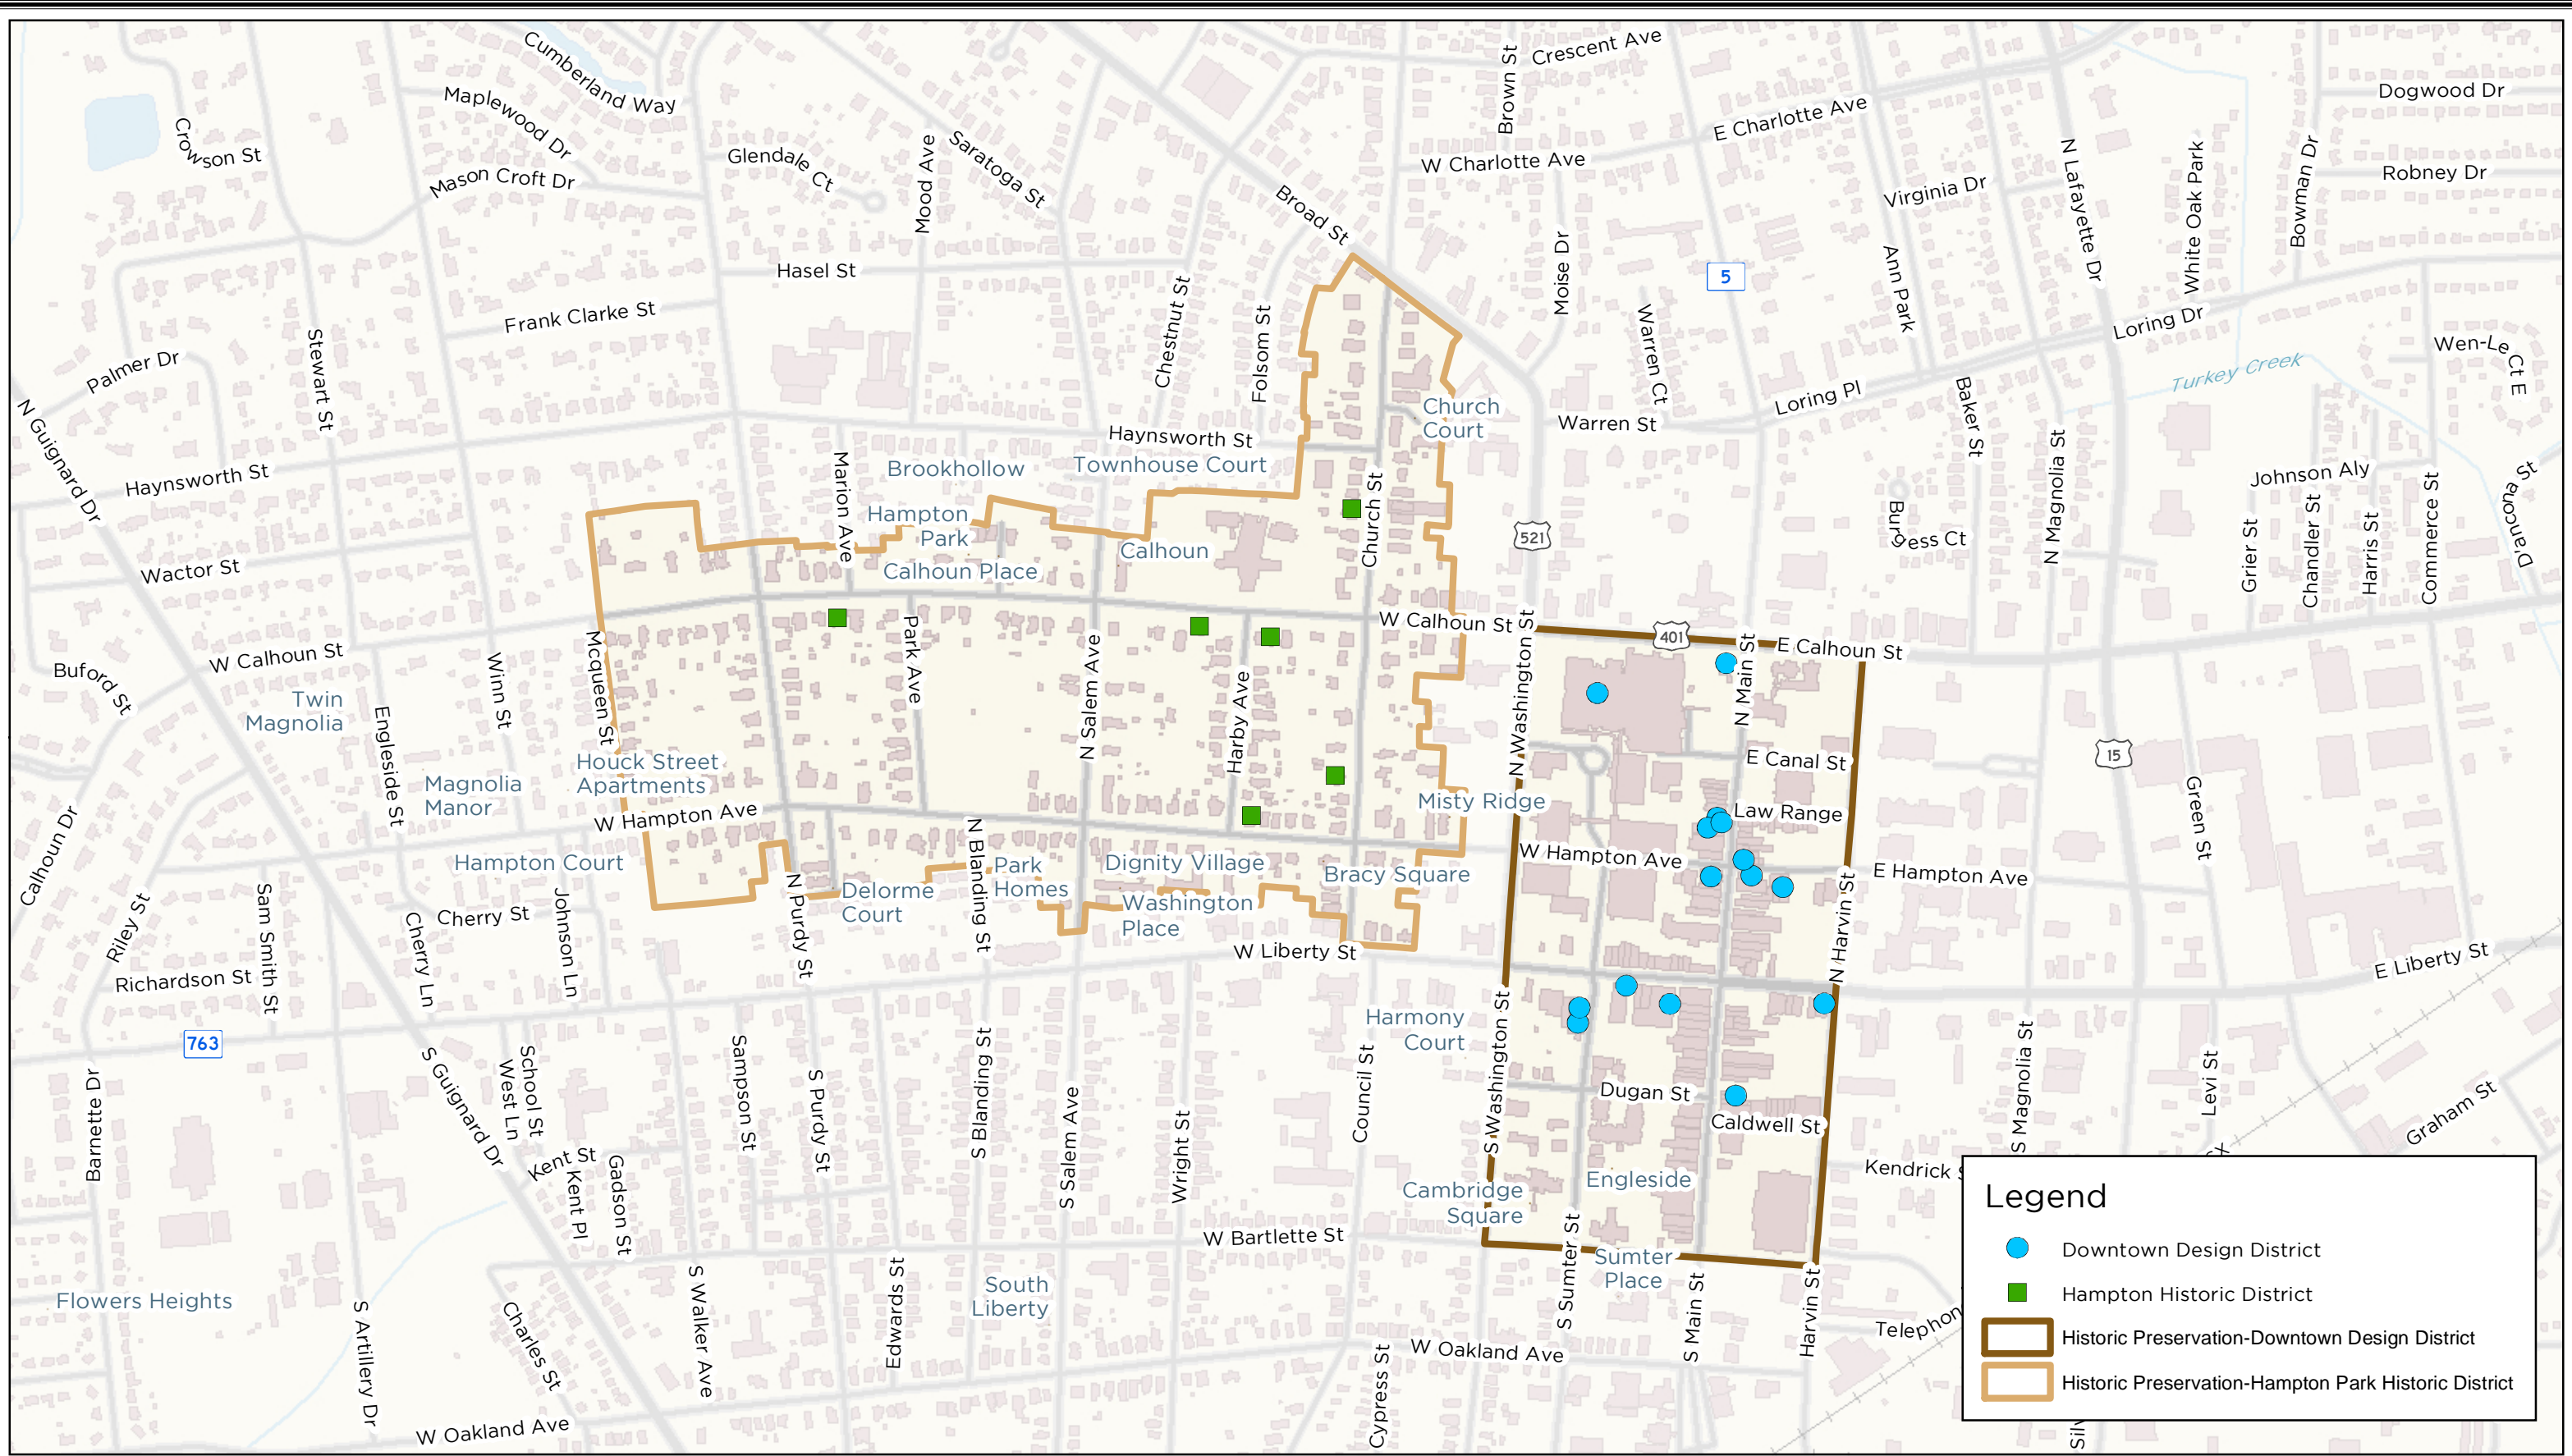 Cumberland Way
Crescent Ave
Brown St
Dogwood Dr
Maplewood Dr
E Charlotte Ave
Crowson St
Glendale Ct
Mood Ave
Saratoga St
W Charlotte Ave
N Lafayette Dr
White Oak Park
Bowman Dr
Robney Dr
Mason Croft Dr
Virginia Dr
Broad St
Hasel St
Moise Dr
5
Ann Park
Frank Clarke St
Chestnut St
Folsom St
Warren Ct
Loring Dr
Stewart St
Palmer Dr
Wen-Le Ct E
Turkey Creek
N Guignard Dr
Church
Court
Loring Pl
Baker St
Warren St
Haynsworth St
Haynsworth St
Marion Ave
Brookhollow
Townhouse Court
N Magnolia St
Johnson Aly
D'ancona St
Church St
Hampton
Park
Calhoun
521
Burgess Ct
Grier St
Chandler St
Harris St
Commerce St
Wactor St
Calhoun Place
W Calhoun St
401
E Calhoun St
Mcqueen St
Park Ave
N Salem Ave
Harby Ave
N Washington St
N Main St
Buford St
W Calhoun St
Winn St
Twin
Magnolia
Engleside St
15
Houck Street
Apartments
E Canal St
Magnolia
Manor
W Hampton Ave
Misty Ridge
Law Range
Green St
Calhoun Dr
N Blanding St
Hampton Court
Park
Homes
Dignity Village
Bracy Square
W Hampton Ave
E Hampton Ave
N Harvin St
N Purdy St
Delorme
Court
Washington
Place
Riley St
Sam Smith St
Cherry St
Cherry Ln
Johnson Ln
W Liberty St
E Liberty St
Richardson St
763
Harmony
Court
S Washington St
S Guignard Dr
West Ln
School St
Sampson St
S Purdy St
S Blanding St
S Salem Ave
Wright St
Council St
Dugan St
Caldwell St
S Magnolia St
Levi St
Graham St
Barnette Dr
Kent St
Kent Pl
Gadson St
Engleside
Kendrick S
Cambridge
Square
W Bartlette St
S Sumter St
Sumter
Place
S Main St
Harvin St
Flowers Heights
S Artillery Dr
Charles St
S Walker Ave
Edwards St
South
Liberty
Telephon
W Oakland Ave
W Oakland Ave
Cypress St
Silv
Legend
Downtown Design District
Hampton Historic District
Historic Preservation-Downtown Design District
Historic Preservation-Hampton Park Historic District